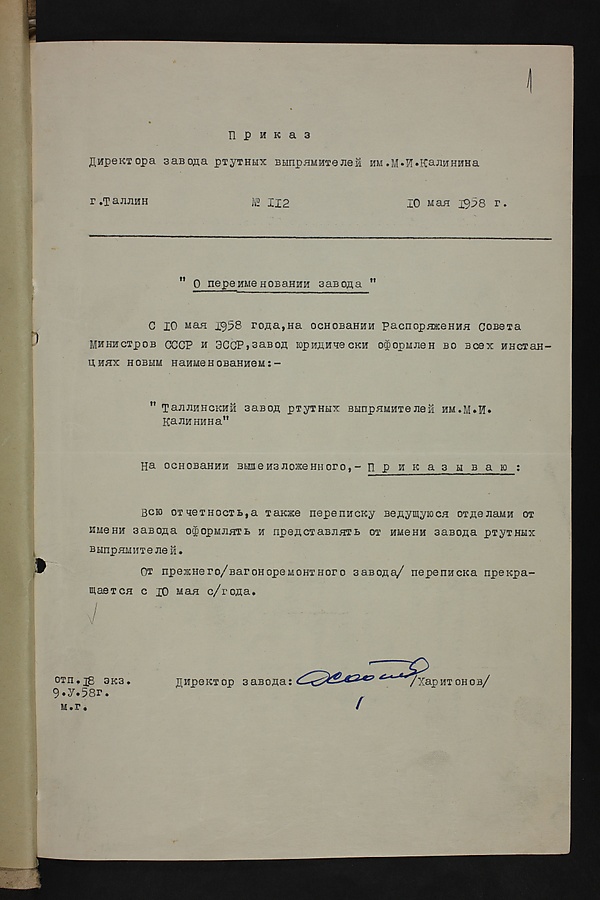 1
П р и к а з
Директора завода ртутных выпрямителей им.М.И.Калинина
г.Таллин № 112 10 мая 1958 г.
" О переименовании завода "
С 10 мая 1958 года,на основании Распоряжения Совета
Министров СССР и ЭССР,завод юридически оформлен во всех инстан-
циях новым наименованием:-
" Таллинский завод ртутных выпрямителей им.М.И.
Калинина"
На основании вышеизложенного,- П р и к а з ы в а ю :
Всю отчетность,а также переписку ведущуюся отделами от
имени завода оформлять и представлять от имени завода ртутных
выпрямителей.
От прежнего/вагоноремонтного завода/ переписка прекра-
щается с 10 мая с/года.
отп.18 экз. Директор завода: /Харитонов/
9.У.58г.
м.г.